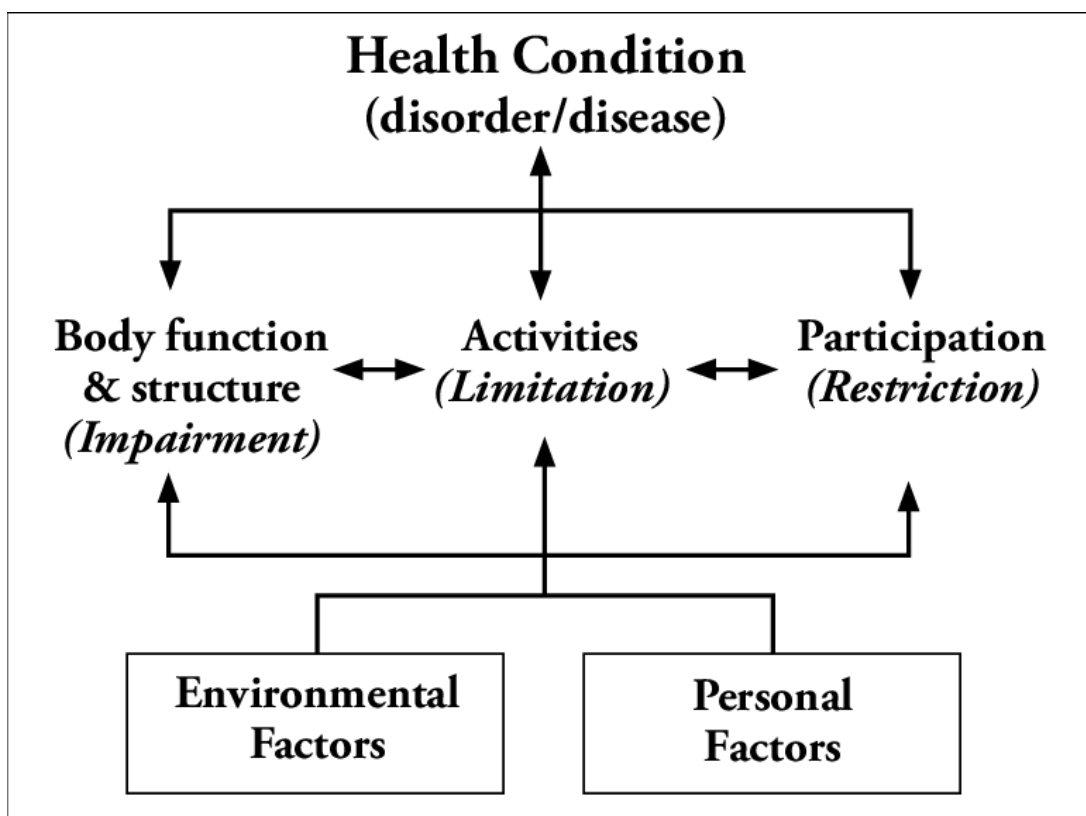 Health Condition
(disorder/disease)
Body function
& structure
(Impairment)
Activities
(Limitation)
Participation
(Restriction)
Environmental
Factors
Personal
Factors